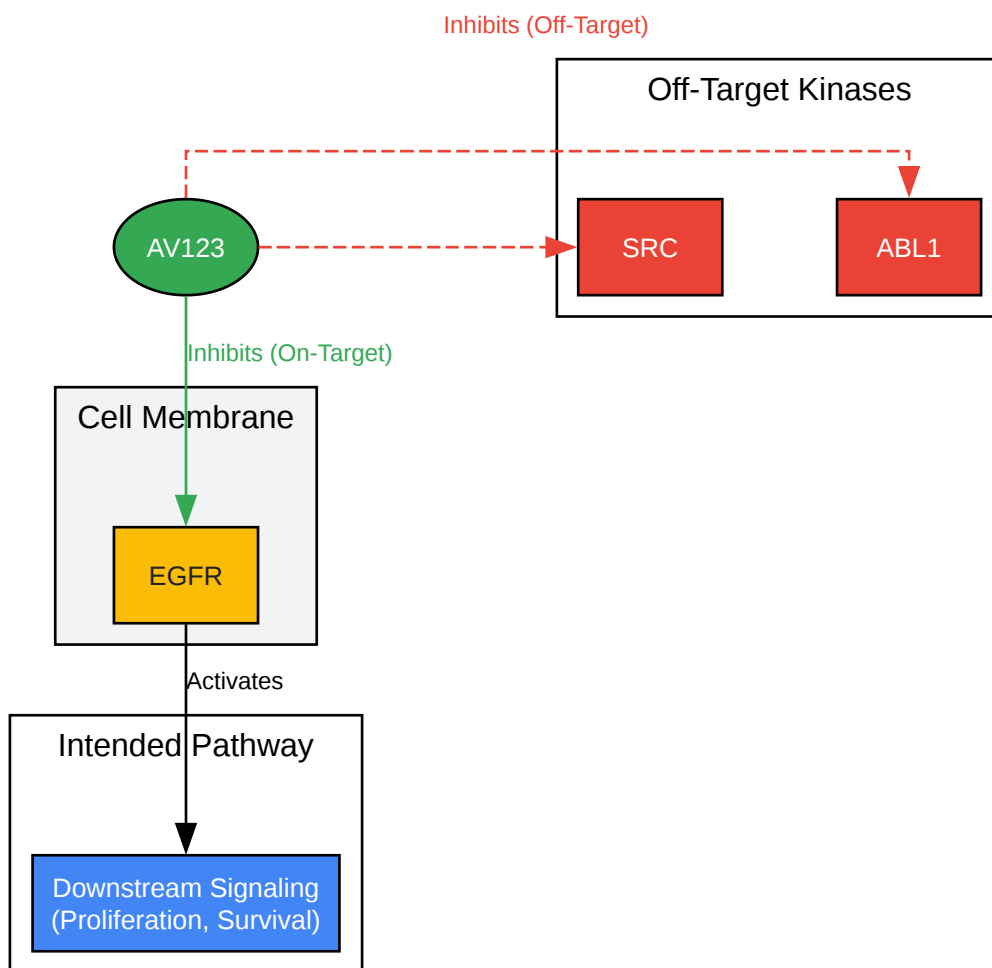 Inhibits (Off-Target)
Off-Target Kinases
AV123
SRC
ABL1
Inhibits (On-Target)
Cell Membrane
EGFR
Activates
Intended Pathway
Downstream Signaling
(Proliferation, Survival)